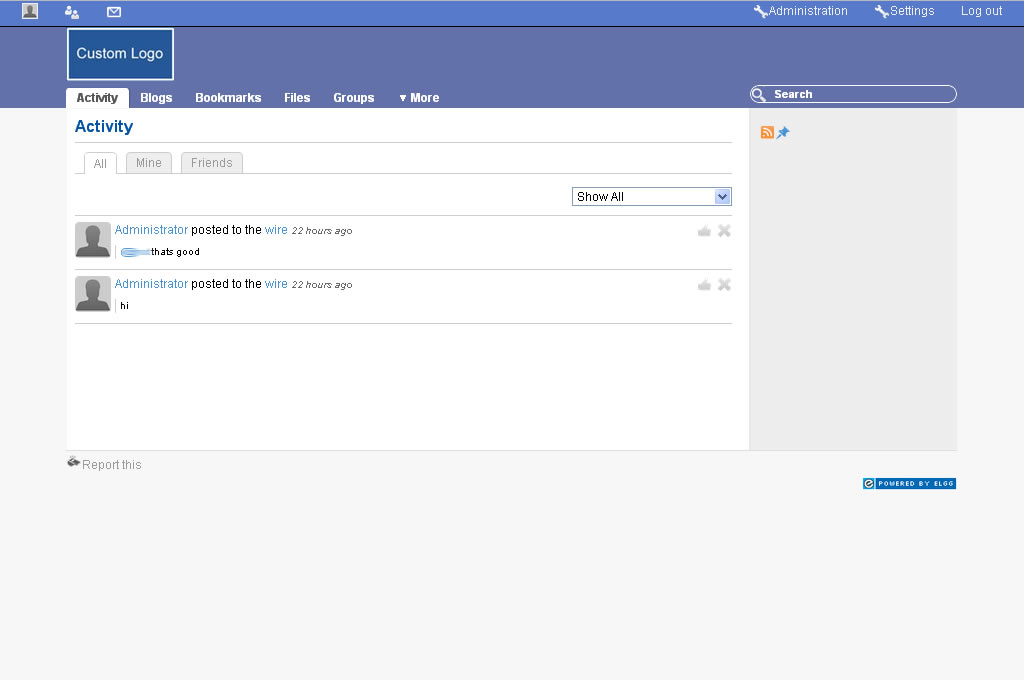 Administration Settings Log out
Custom Logo
Activity Blogs Bookmarks Files Groups ▼ More Search
Activity
All Mine Friends
Show All
Administrator posted to the wire 22 hours ago
thats good
Administrator posted to the wire 22 hours ago
hi
Report this
POWERED BY ELGG